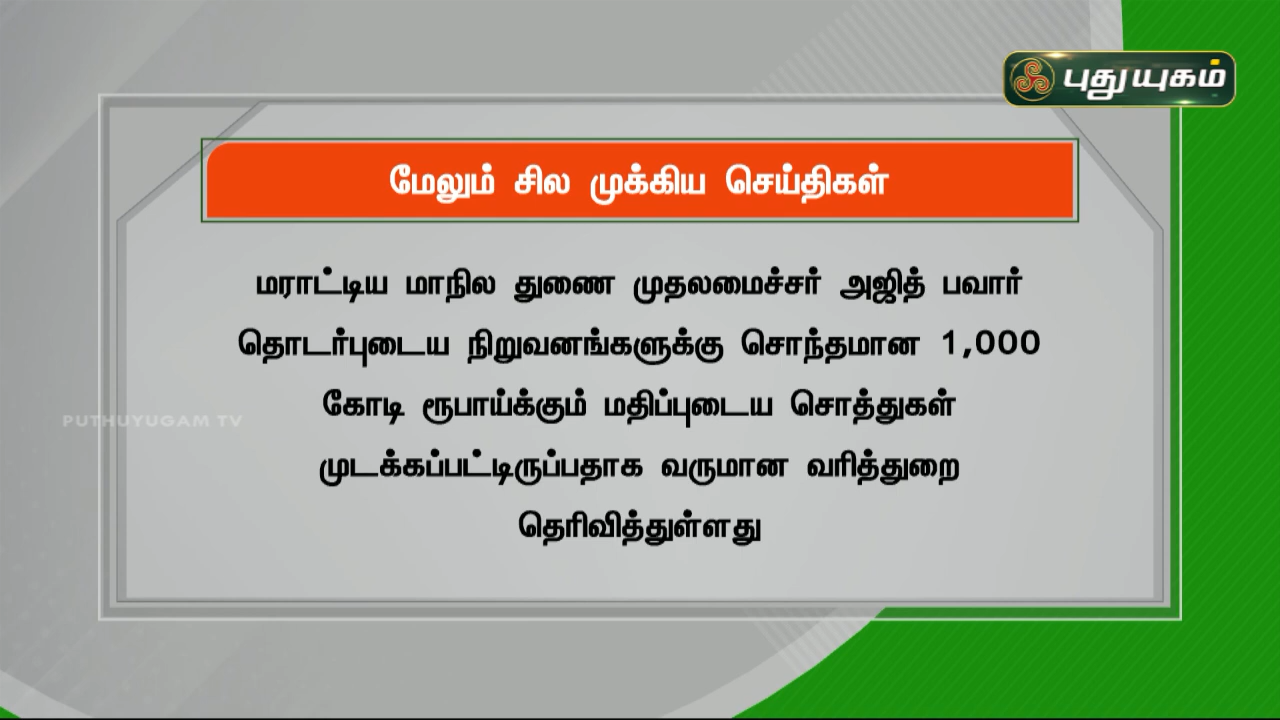 புதுயுகம்
மேலும் சில முக்கிய செய்திகள்
மராட்டிய மாநில துணை முதலமைச்சர் அஜித் பவார்
தொடர்புடைய நிறுவனங்களுக்கு சொந்தமான 1,000
கோடி ரூபாய்க்கும் மதிப்புடைய சொத்துகள்
PUTHUYUGAM TV
முடக்கப்பட்டிருப்பதாக வருமான வரித்துறை
தெரிவித்துள்ளது